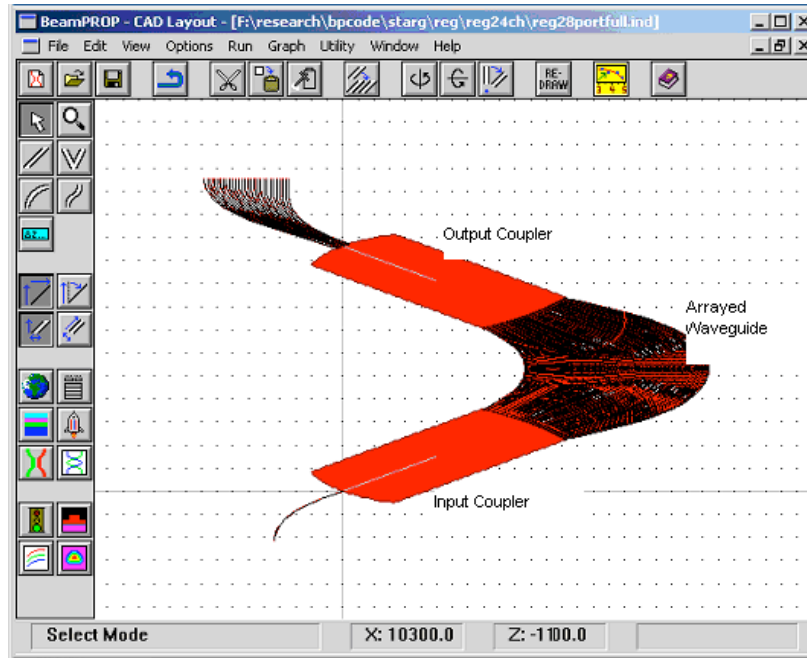 BeamPROP - CAD Layout - [F:\research\bpcode\starg\reg\reg24ch\reg28portfull.ind]
File Edit View Options Run Graph Utility Window Help
RE-
DRAW
Output Coupler
ΔZ...
Arrayed
Waveguide
Input Coupler
Select Mode X: 10300.0 Z: -1100.0